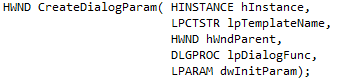 HWND CreateDialogParam( HINSTANCE hInstance,
LPCTSTR lpTemplateName,
HWND hWndParent,
DLGPROC lpDialogFunc,
LPARAM dwInitParam);